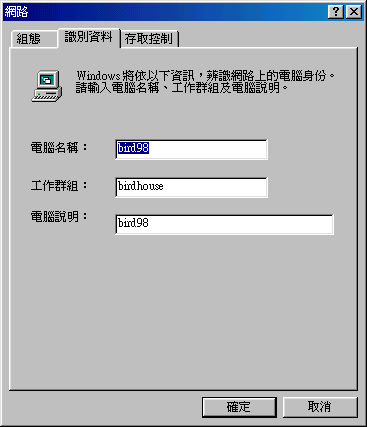 網路
組態 識別資料 存取控制
Windows 將依以下資訊，辨識網路上的電腦身份。
請輸入電腦名稱、工作群組及電腦說明。
電腦名稱： bird98
工作群組： birdhouse
電腦說明： bird98
確定 取消